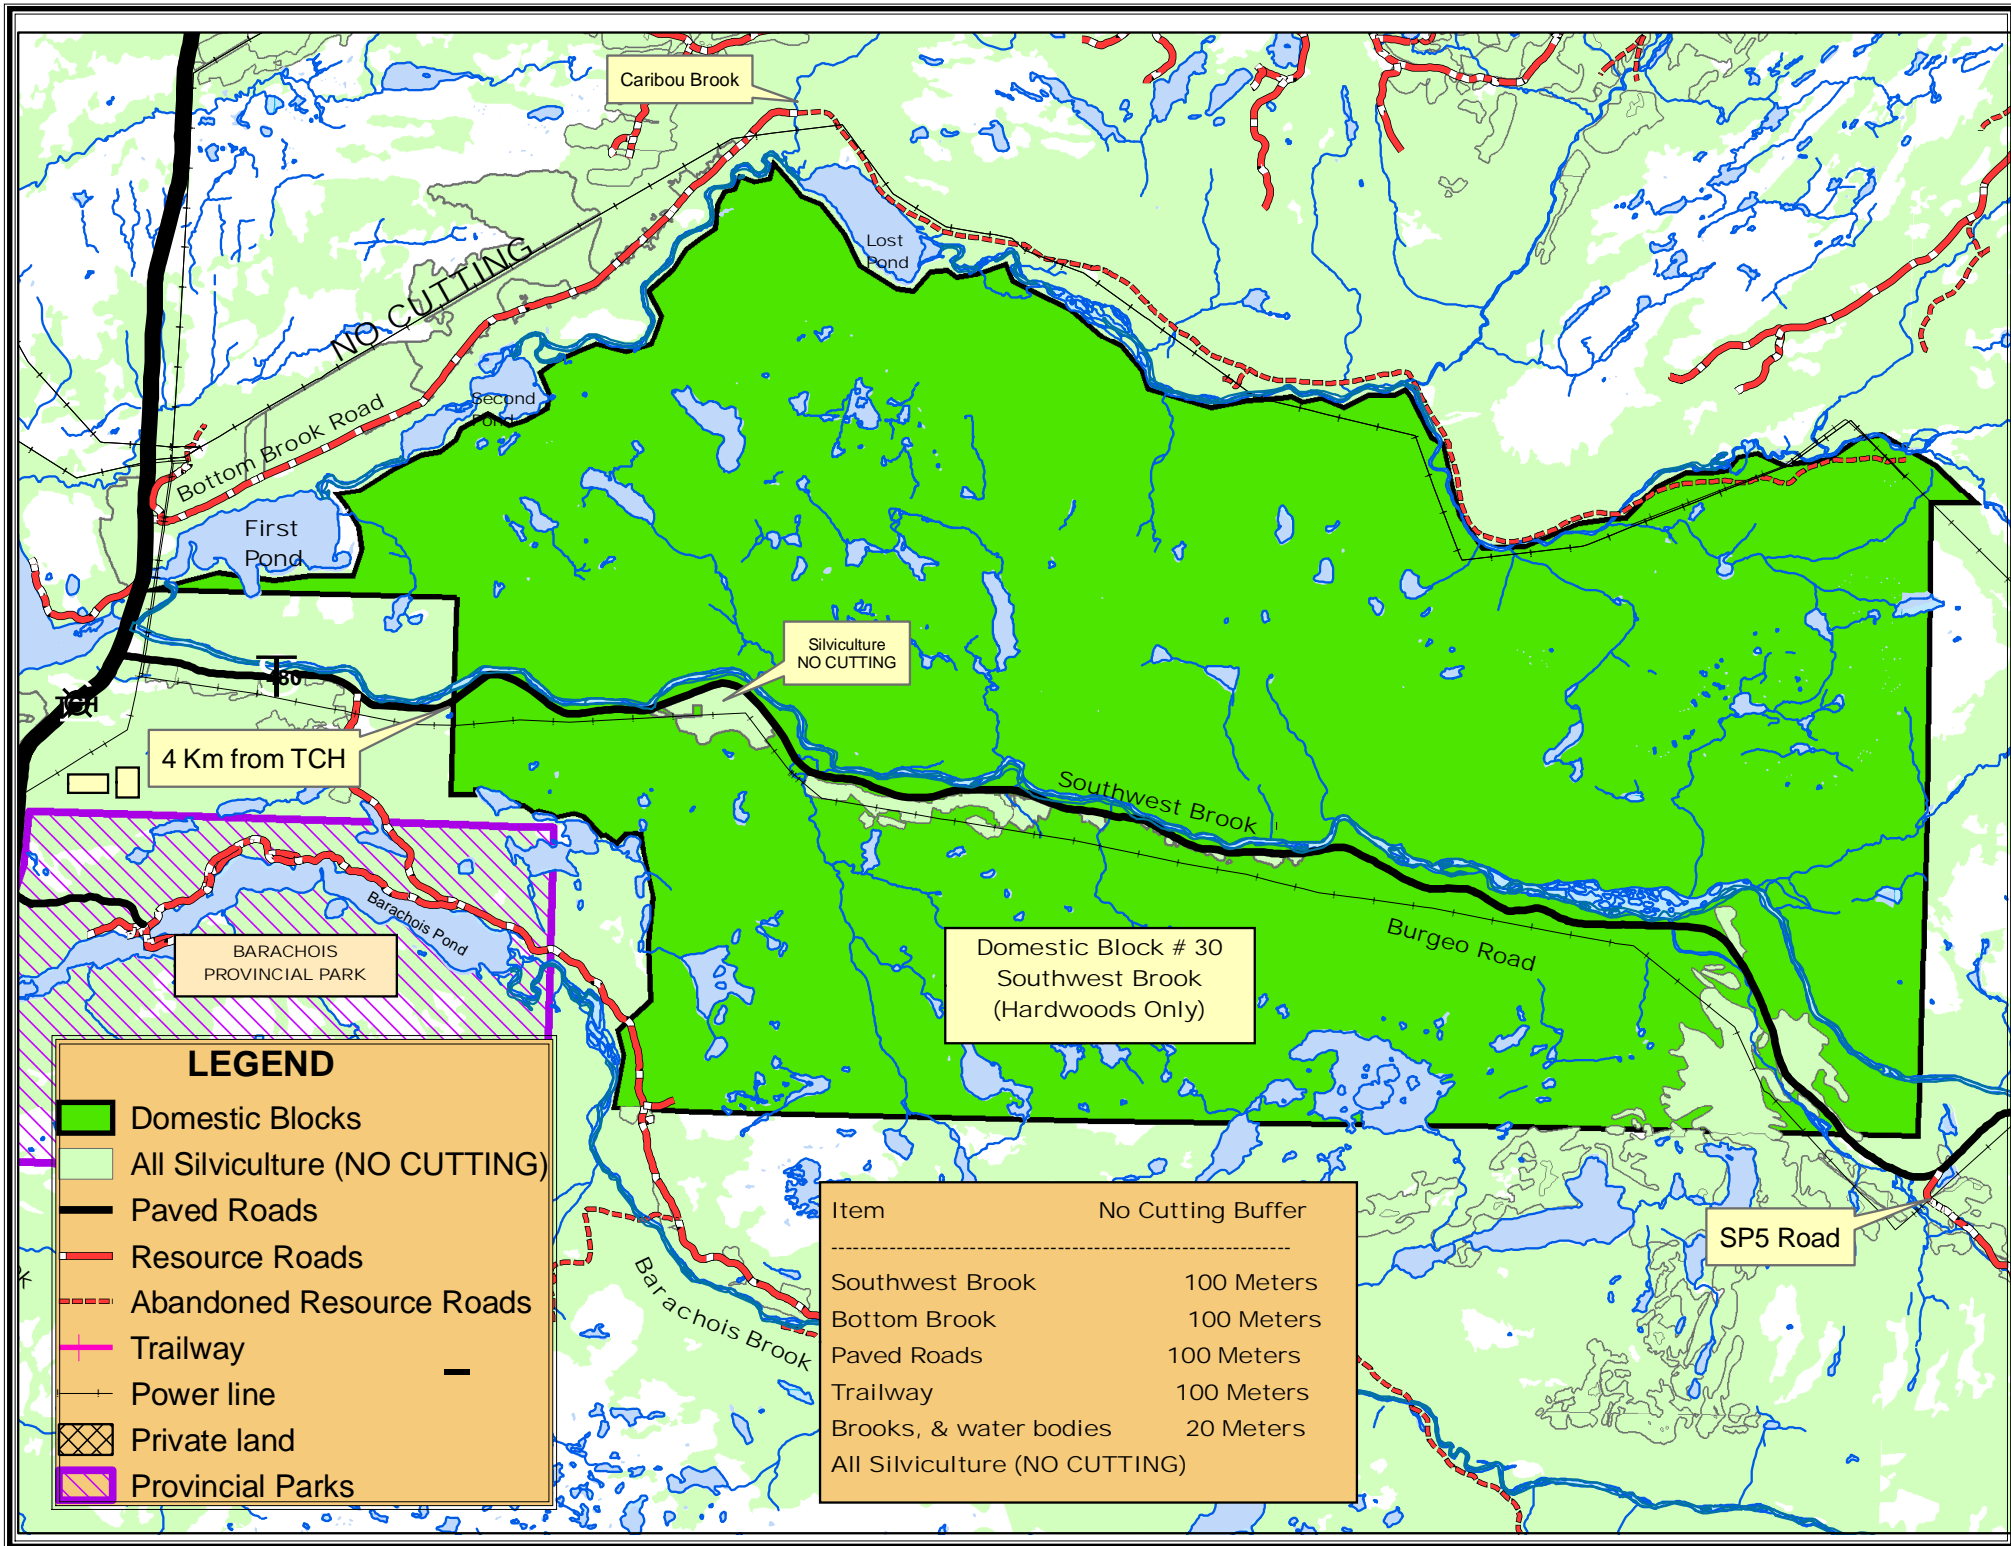 Caribou Brook
Lost
Pond
NO CUTTING
Second
Pond
Bottom Brook Road
First
Pond
Silviculture
NO CUTTING
480
TCH
4 Km from TCH
Southwest Brook
Burgeo Road
Barachois Pond
BARACHOIS
PROVINCIAL PARK
Domestic Block # 30
Southwest Brook
(Hardwoods Only)
LEGEND
Domestic Blocks
All Silviculture (NO CUTTING)
Paved Roads
Resource Roads
Abandoned Resource Roads
Trailway
Power line
Private land
Provincial Parks
Barachois Brook
Item No Cutting Buffer
--------------------------------------------------------------
Southwest Brook 100 Meters
Bottom Brook 100 Meters
Paved Roads 100 Meters
Trailway 100 Meters
Brooks, & water bodies 20 Meters
All Silviculture (NO CUTTING)
SP5 Road